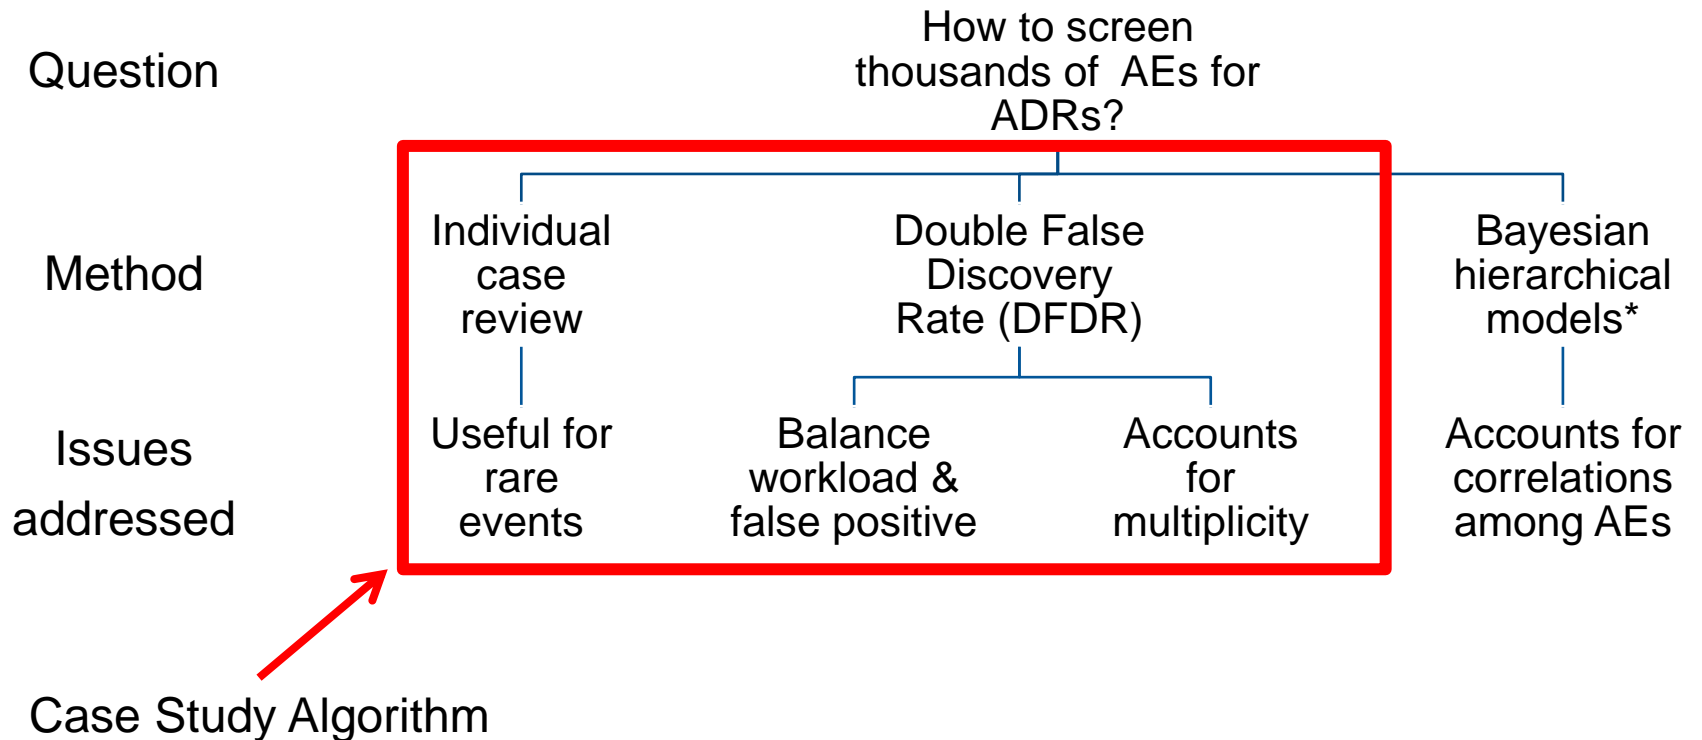 Question
How to screen
thousands of AEs for
ADRs?
Method
Individual
case
review
Double False
Discovery
Rate (DFDR)
Bayesian
hierarchical
models*
Issues
addressed
Useful for
rare
events
Balance
workload &
false positive
Accounts
for
multiplicity
Accounts for
correlations
among AEs
Case Study Algorithm